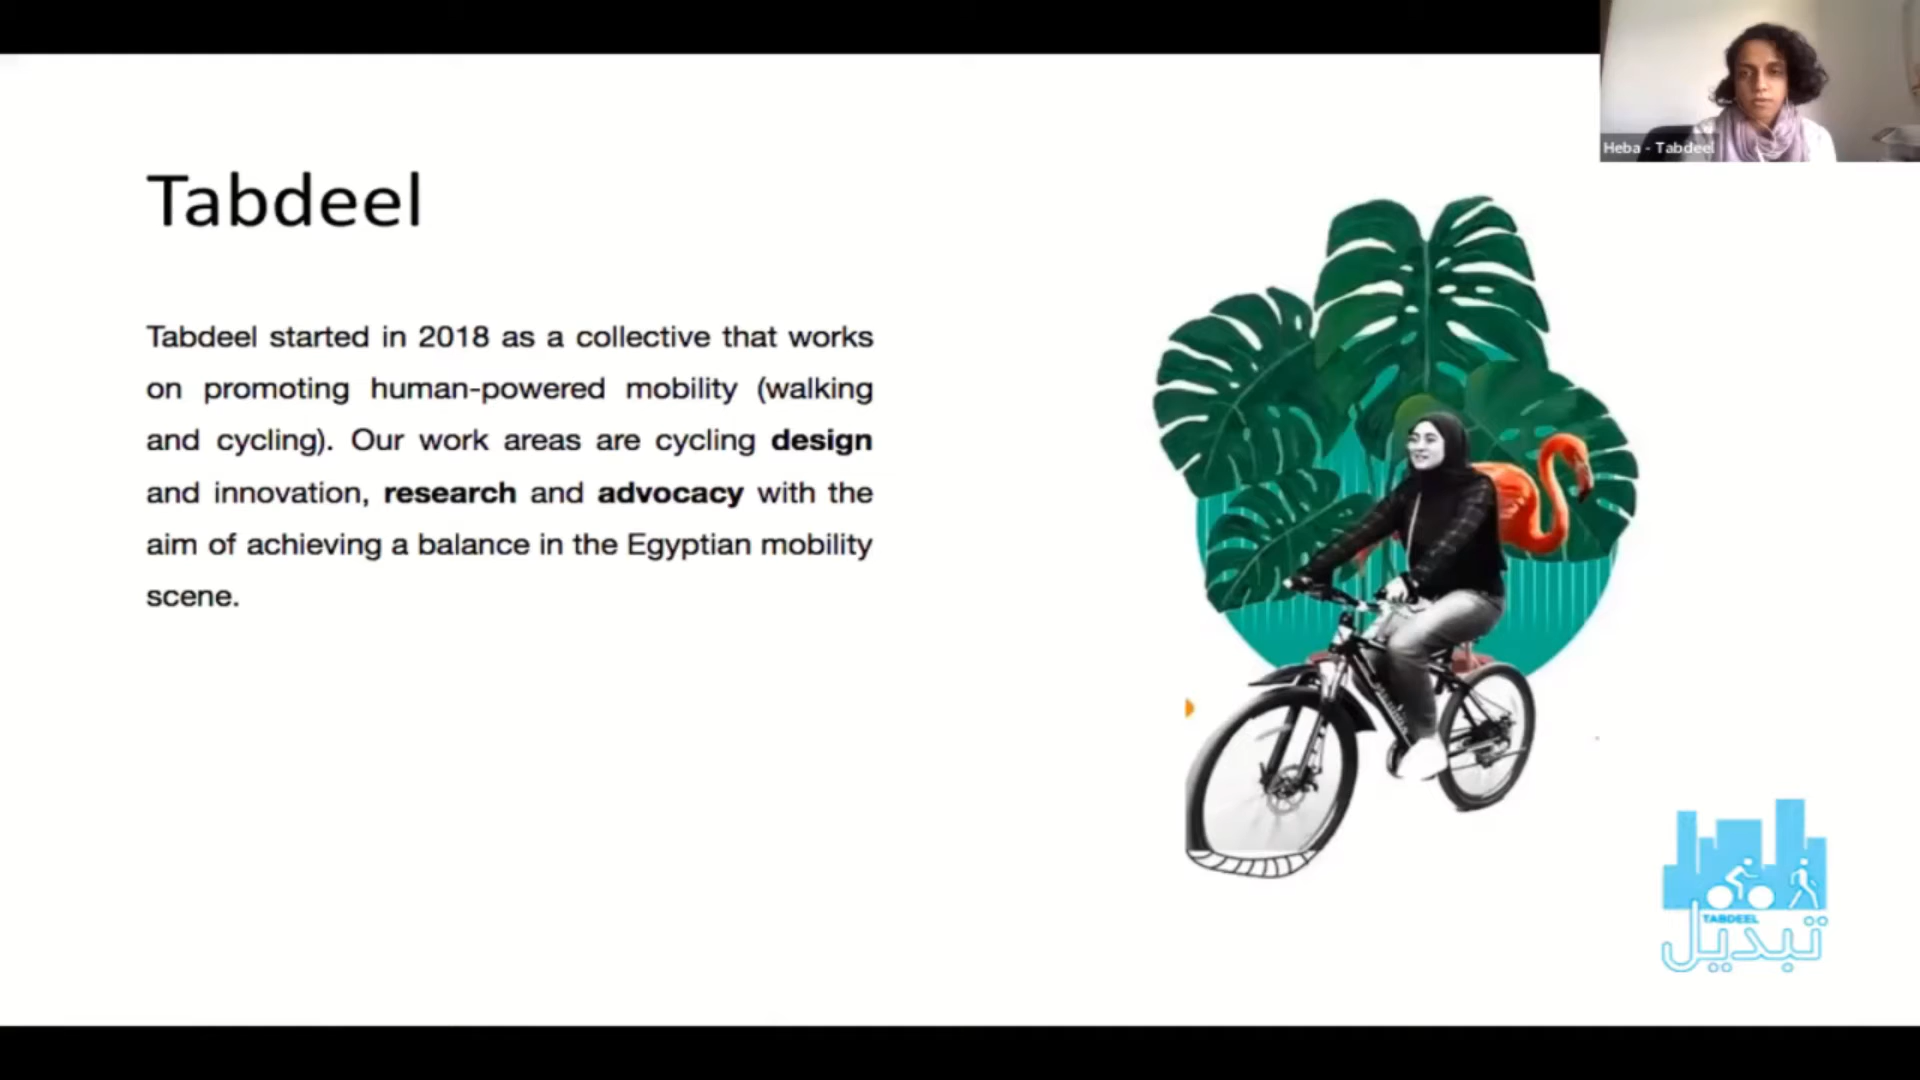 Heba - Tabdeel
Tabdeel
Tabdeel started in 2018 as a collective that works
on promoting human-powered mobility (walking
and cycling). Our work areas are cycling design
and innovation, research and advocacy with the
aim of achieving a balance in the Egyptian mobility
scene.
TABDEEL
تبديل